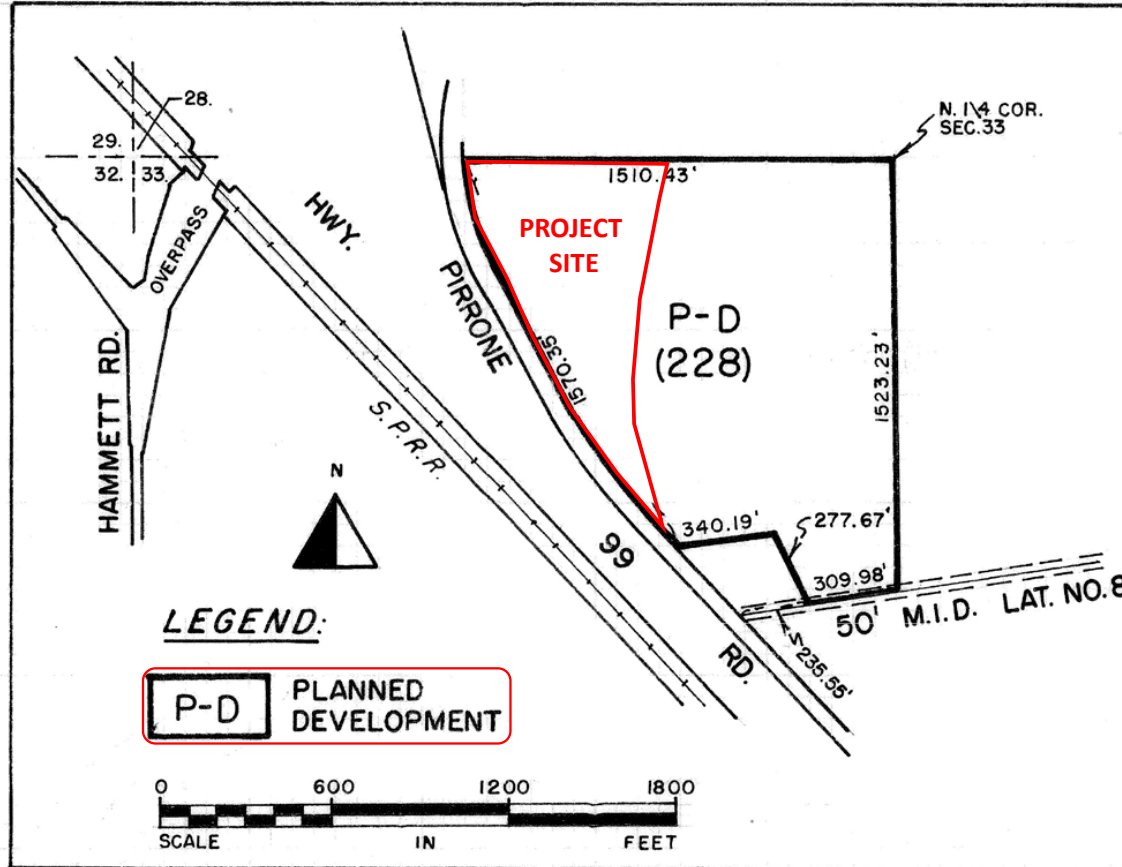 28.
29.
32. 33.
N. 1\4 COR.
SEC.33
1510.43'
HWY.
OVERPASS
PROJECT
SITE
PIRRONE
P-D
(228)
1523.23'
1570.35'
HAMMETT RD.
S.P.R.R.
N
99
340.19'
277.67'
309.98'
50' M.I.D. LAT. NO.8
235.55'
RD.
LEGEND:
P-D
PLANNED
DEVELOPMENT
0 600 1200 1800
SCALE IN FEET